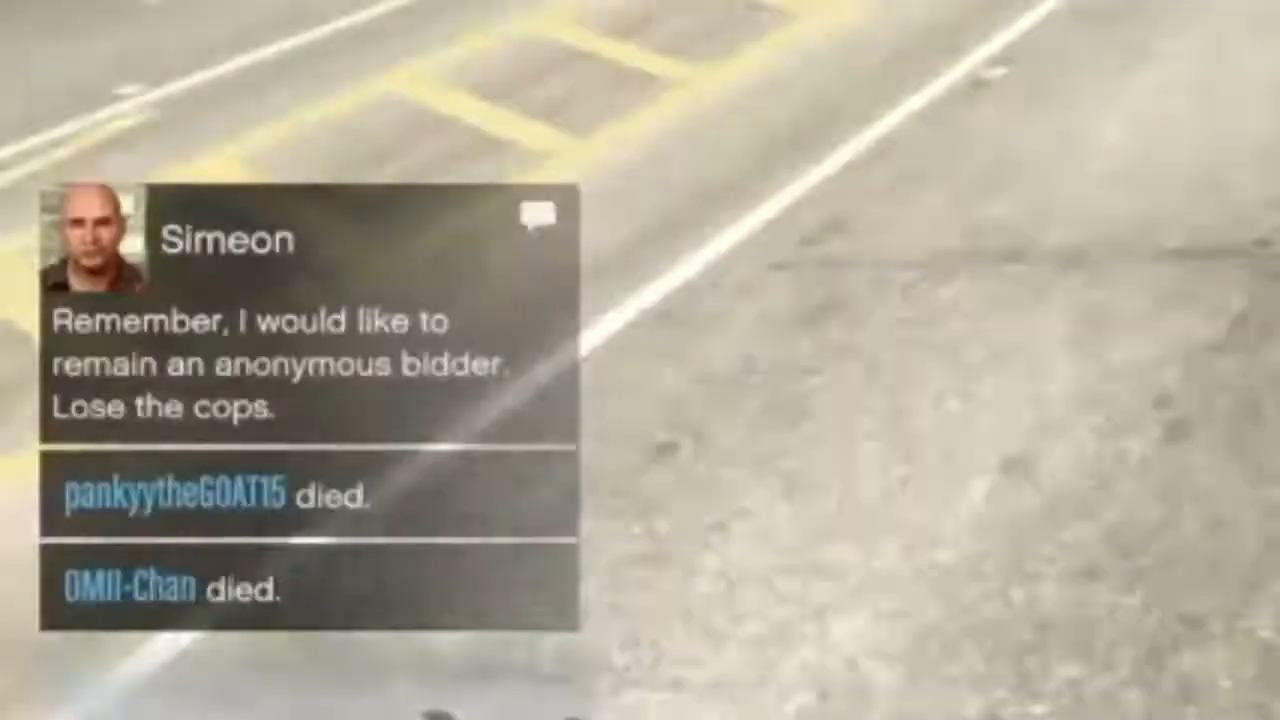 Simeon
Remember, I would like to
remain an anonymous bidder.
Lose the cops.
pankyytheGOAT15 died.
OMII-Chan died.